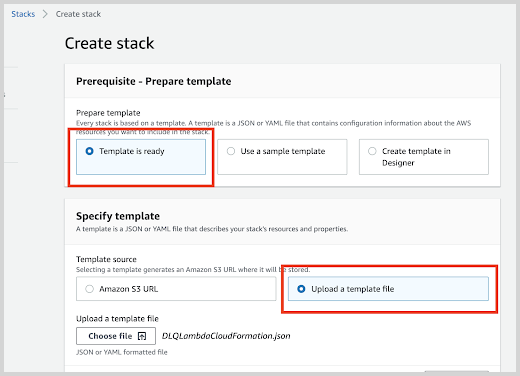 Stacks > Create stack
Create stack
Prerequisite - Prepare template
Prepare template
Every stack is based on a template. A template is a JSON or YAML file that contains configuration information about the AWS
resources you want to include in the stack.
Template is ready
Use a sample template
Create template in
Designer
Specify template
A template is a JSON or YAML file that describes your stack's resources and properties.
Template source
Selecting a template generates an Amazon S3 URL where it will be stored.
Amazon S3 URL
Upload a template file
Upload a template file
Choose file
DLQLambdaCloudFormation.json
JSON or YAML formatted file